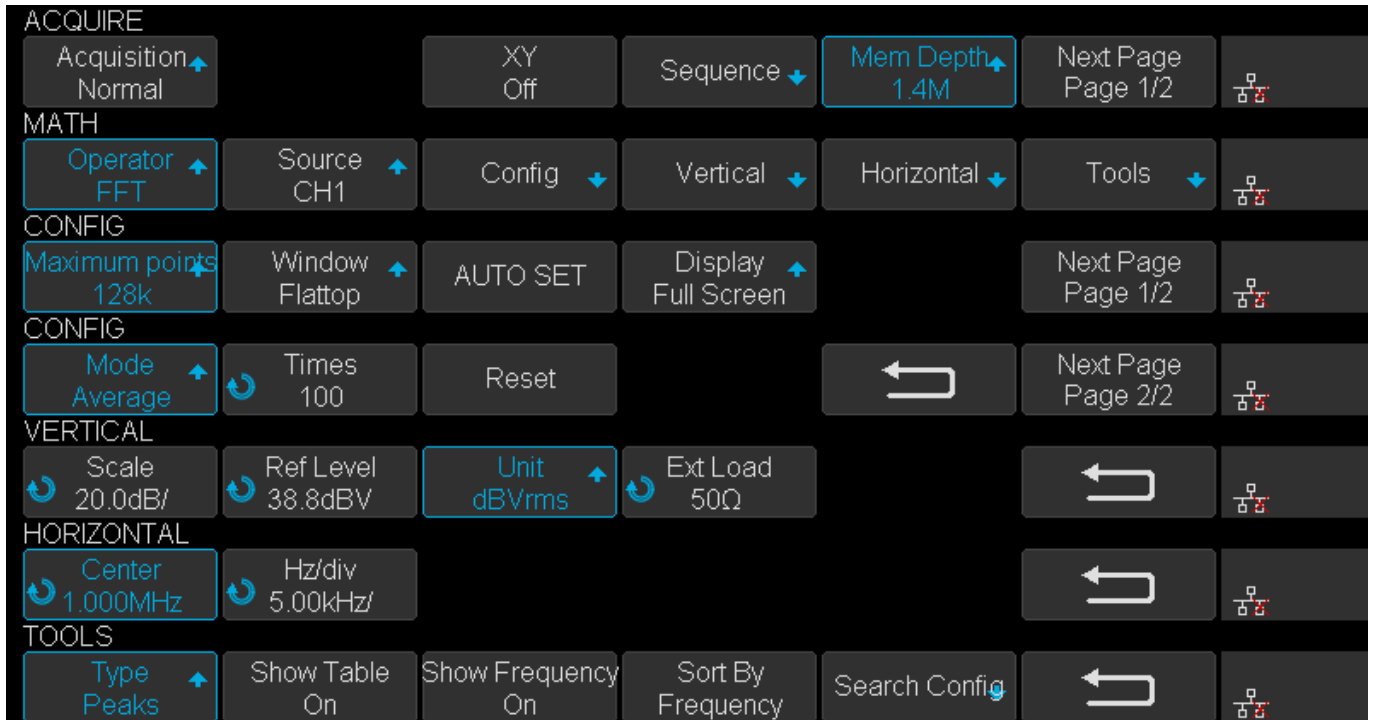 ACQUIRE
Acquisition XY Sequence Mem Depth Next Page
Normal Off 1.4M Page 1/2
MATH
Operator Source Config Vertical Horizontal Tools
FFT CH1
CONFIG
Maximum points Window AUTO SET Display Next Page
128k Flattop Full Screen Page 1/2
CONFIG
Mode Times Reset Next Page
Average 100 Page 2/2
VERTICAL
Scale Ref Level Unit Ext Load
20.0dB/ 38.8dBV dBVrms 50Ω
HORIZONTAL
Center Hz/div
1.000MHz 5.00kHz/
TOOLS
Type Show Table Show Frequency Sort By Search Config
Peaks On On Frequency